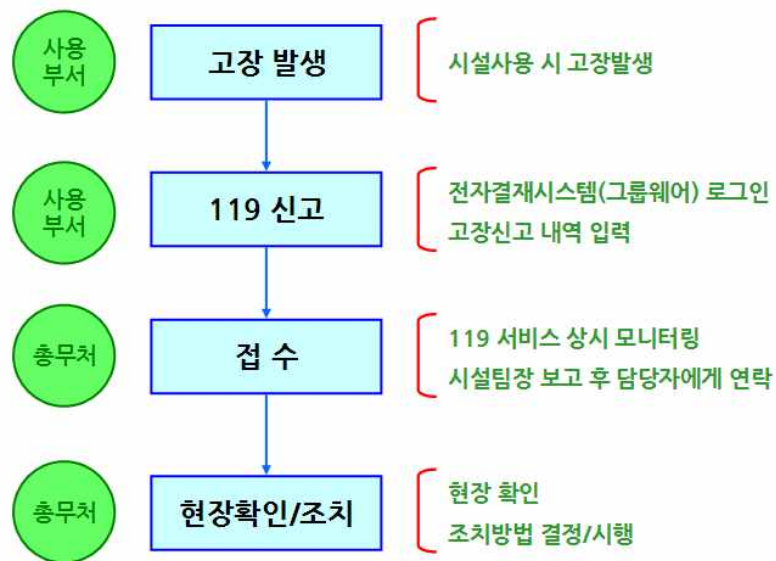 사용
부서
고장 발생
시설사용 시 고장발생
사용
부서
119 신고
전자결재시스템(그룹웨어) 로그인
고장신고 내역 입력
총무처
접 수
119 서비스 상시 모니터링
시설팀장 보고 후 담당자에게 연락
총무처
현장확인/조치
현장 확인
조치방법 결정/시행